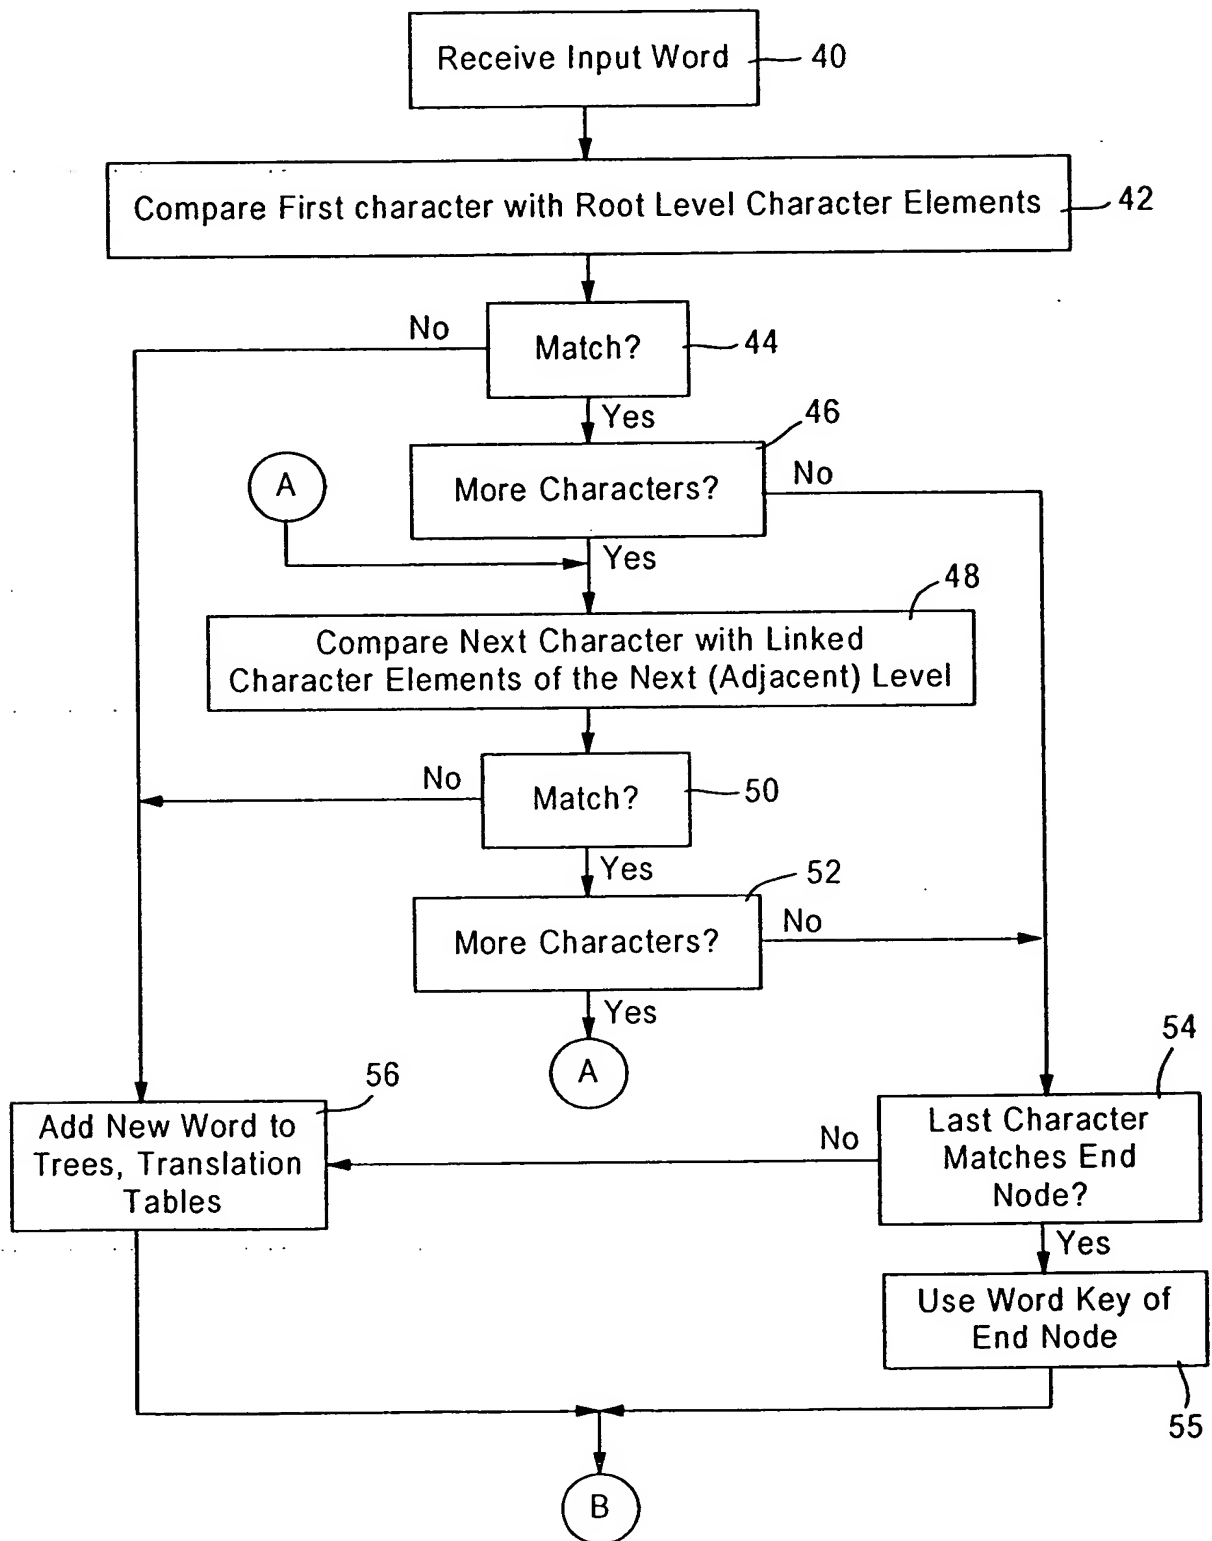 Receive Input Word
40
Compare First character with Root Level Character Elements
42
No
Match?
44
Yes
46
A
More Characters?
No
Yes
48
Compare Next Character with Linked
Character Elements of the Next (Adjacent) Level
No
Match?
50
Yes
52
More Characters?
No
Yes
A
54
56
Add New Word to
Trees, Translation
Tables
No
Last Character
Matches End
Node?
Yes
Use Word Key of
End Node
55
B